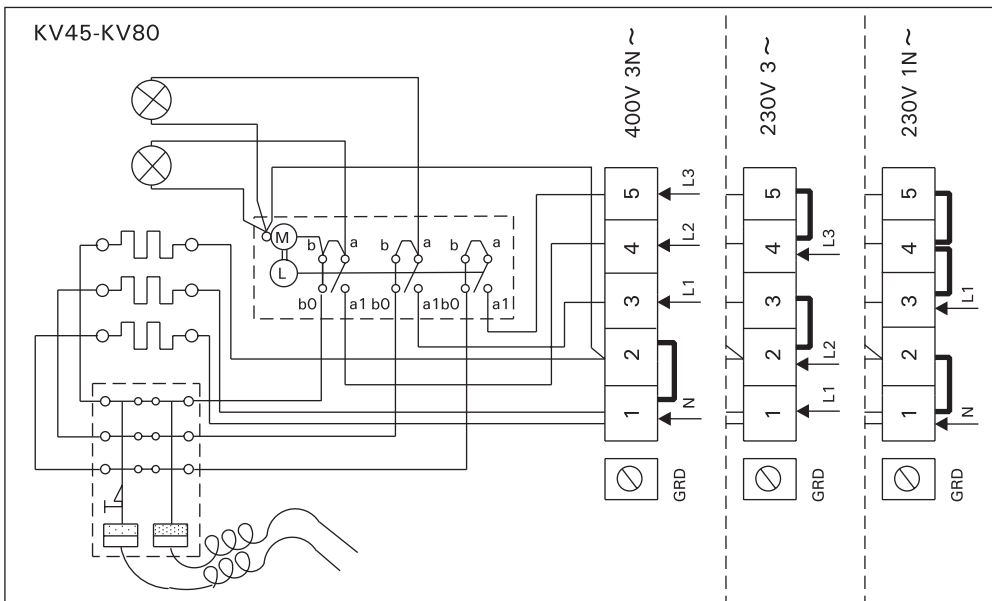 KV45-KV80
400V 3N ~
230V 3 ~
230V 1N ~
M
L
b a b a b a
b0 a1 b0 a1 b0 a1
5 L3
4 L2
3 L1
2
1 N
GRD
5
4 L3
3
2 L2
1 L1
GRD
5
4
3 L1
2
1 N
GRD